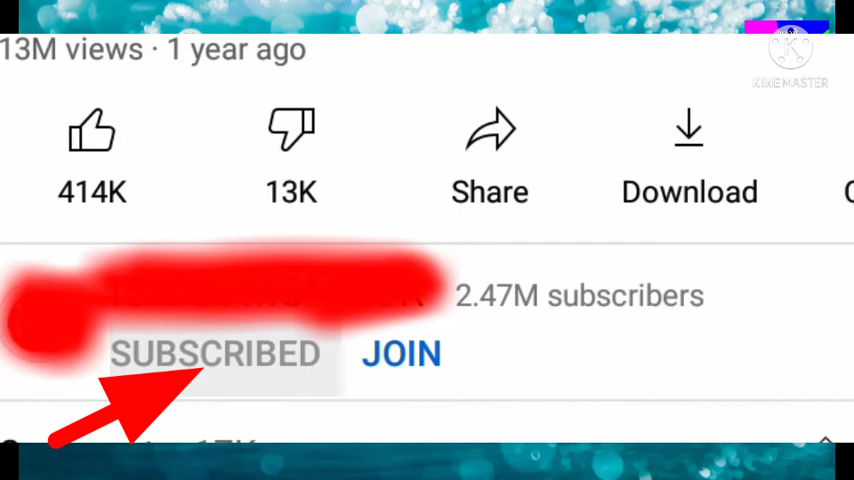 13M views · 1 year ago
KINEMASTER
414K
13K
Share
Download
2.47M subscribers
SUBSCRIBED
JOIN